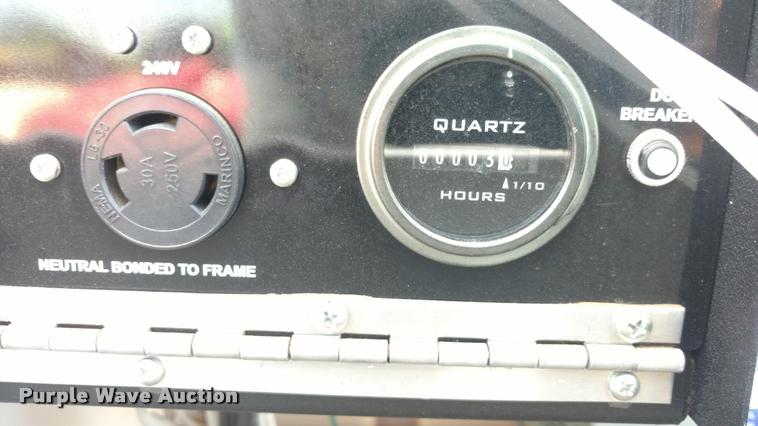 240V
NEMA L6-30
30A
250V
MARINCO
NEUTRAL BONDED TO FRAME
QUARTZ
00003
1/10
HOURS
DC
BREAKER
Purple Wave Auction